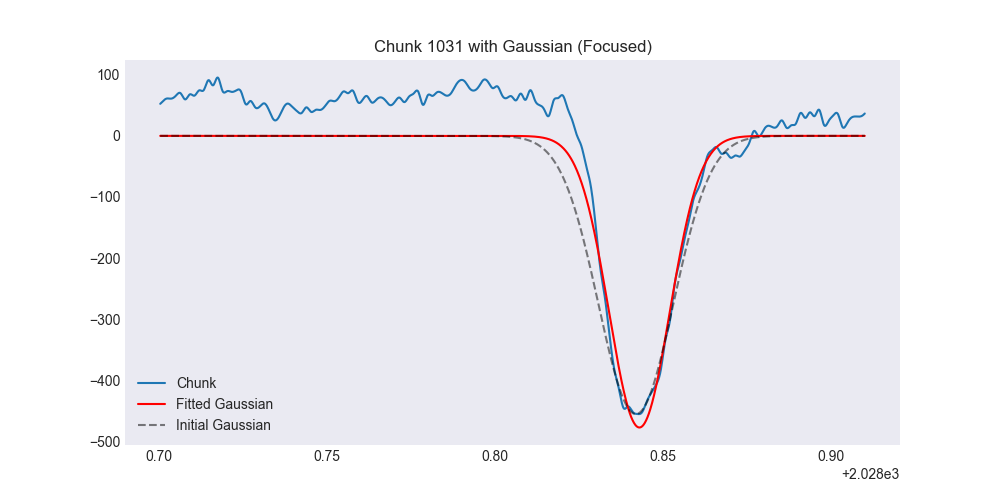 Chunk 1031 with Gaussian (Focused)
100
0
−100
−200
−300
−400
−500
Chunk
Fitted Gaussian
Initial Gaussian
0.70 0.75 0.80 0.85 0.90
+2.028e3